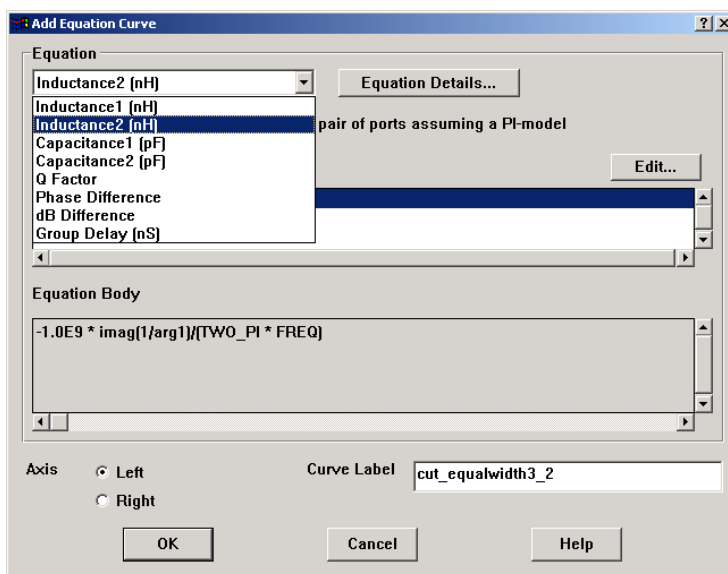 Add Equation Curve
Equation
Inductance2 (nH)
Equation Details...
Inductance1 (nH)
Inductance2 (nH)
pair of ports assuming a PI-model
Capacitance1 (pF)
Capacitance2 (pF)
Q Factor
Edit...
Phase Difference
dB Difference
Group Delay (nS)
Equation Body
-1.0E9 * imag(1/arg1)/(TWO_PI * FREQ)
Axis
Left
Curve Label
cut_equalwidth3_2
Right
OK
Cancel
Help